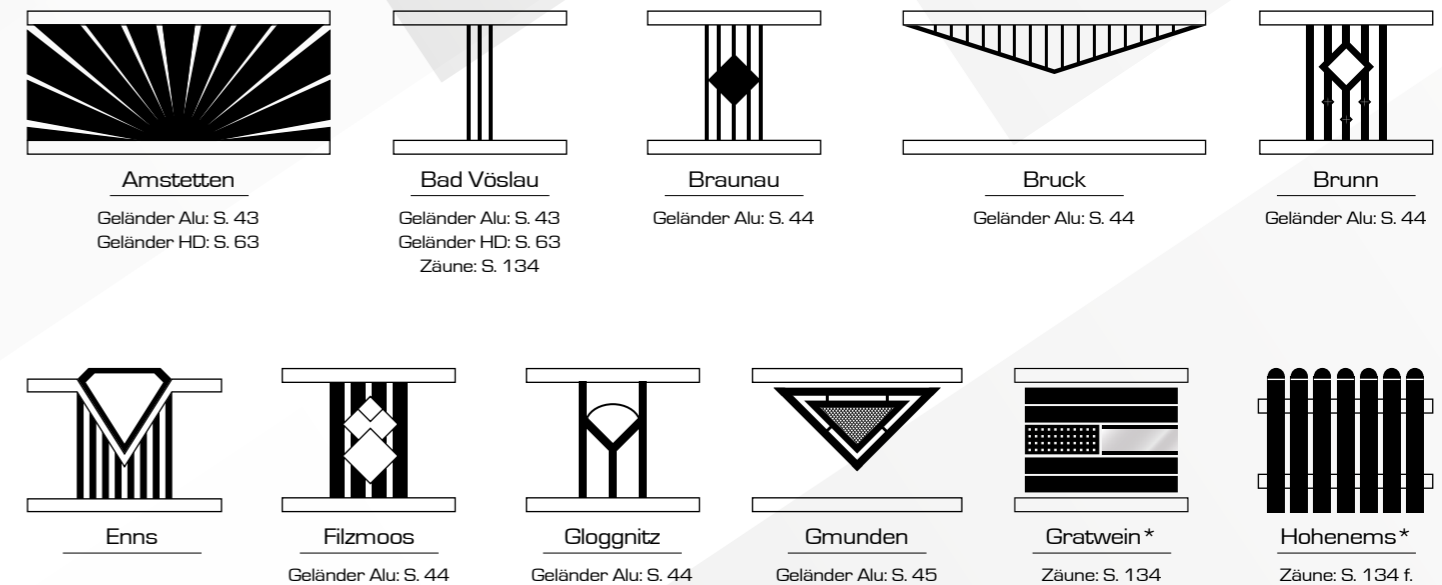 Amstetten
Geländer Alu: S. 43
Geländer HD: S. 63
Bad Vöslau
Geländer Alu: S. 43
Geländer HD: S. 63
Zäune: S. 134
Braunau
Geländer Alu: S. 44
Bruck
Geländer Alu: S. 44
Brunn
Geländer Alu: S. 44
Enns
Filzmoos
Geländer Alu: S. 44
Gloggnitz
Geländer Alu: S. 44
Gmunden
Geländer Alu: S. 45
Gratwein*
Zäune: S. 134
Hohenems*
Zäune: S. 134 f.